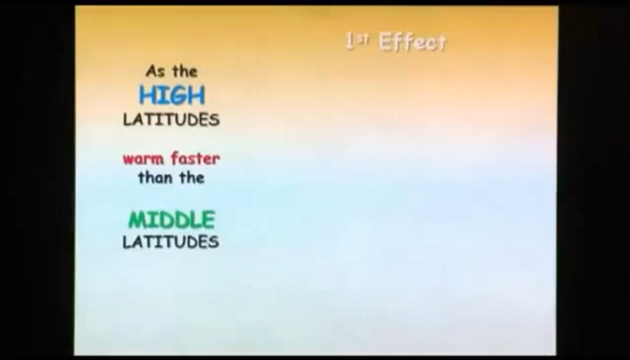 1st Effect
As the
HIGH
LATITUDES
warm faster
than the
MIDDLE
LATITUDES